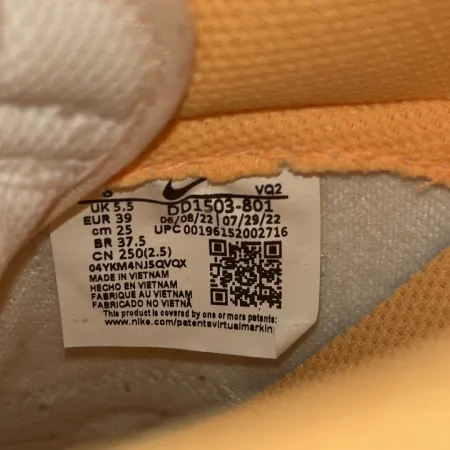 VQ2
UK 5.5 DD1503-801
EUR 39 06/08/22 07/29/22
cm 25 UPC 00196152002716
BR 37.5
CN 250(2.5)
04YKM4NJ5QVQX
MADE IN VIETNAM
HECHO EN VIETNAM
FABRIQUE AU VIETNAM
FABRICADO NO VIETNÃ
This product is covered by one or more patents:
www.nike.com/patentsvirtualmarkin